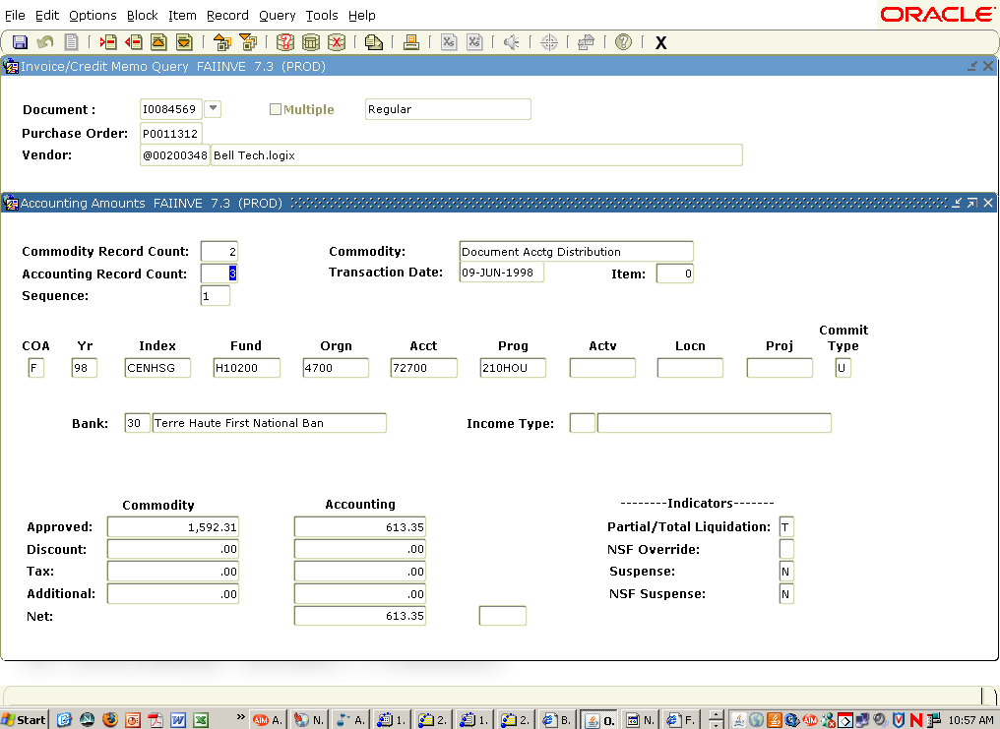 File Edit Options Block Item Record Query Tools Help
ORACLE
X
Invoice/Credit Memo Query FAIINVE 7.3 (PROD)
Document : I0084569 Multiple Regular
Purchase Order: P0011312
Vendor: @00200348 Bell Tech.logix
Accounting Amounts FAIINVE 7.3 (PROD)
Commodity Record Count: 2 Commodity: Document Acctg Distribution
Accounting Record Count: 3 Transaction Date: 09-JUN-1998 Item: 0
Sequence: 1
Commit
COA Yr Index Fund Orgn Acct Prog Actv Locn Proj Type
F 98 CENHSG H10200 4700 72700 210HOU U
Bank: 30 Terre Haute First National Ban Income Type:
Commodity Accounting --------Indicators-------
Approved: 1,592.31 613.35 Partial/Total Liquidation: T
Discount: .00 .00 NSF Override:
Tax: .00 .00 Suspense: N
Additional: .00 .00 NSF Suspense: N
Net: 613.35
Start » A. N. A. 1. 2. 1. 2. B. O. N. F. 10:57 AM